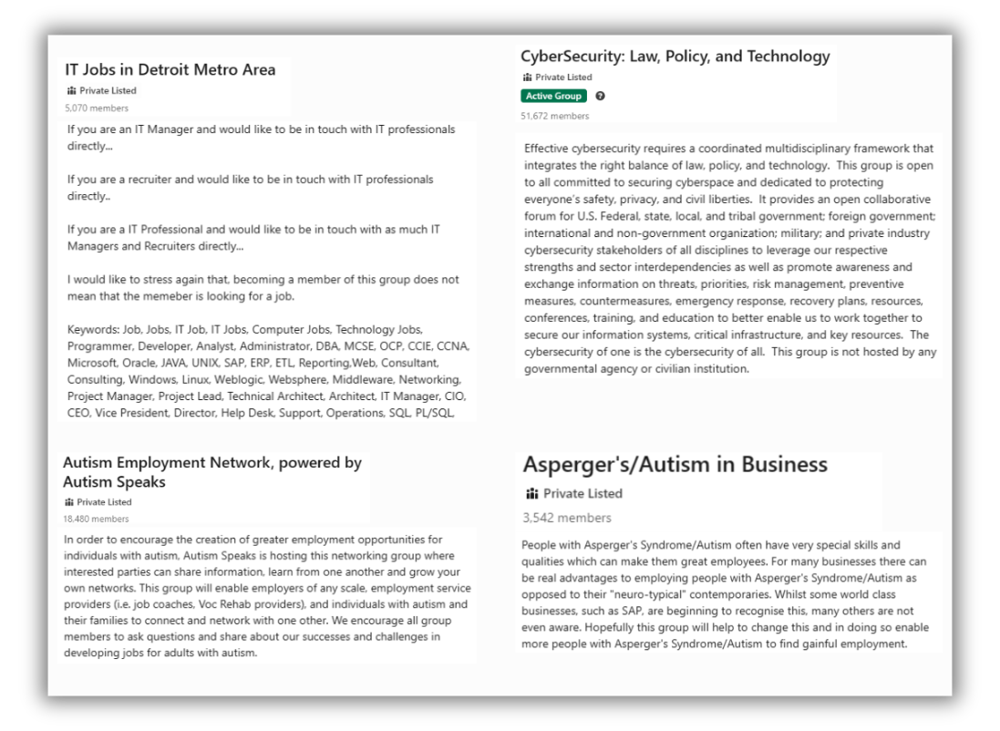 IT Jobs in Detroit Metro Area
Private Listed
5,070 members
If you are an IT Manager and would like to be in touch with IT professionals
directly...
If you are a recruiter and would like to be in touch with IT professionals
directly..
If you are a IT Professional and would like to be in touch with as much IT
Managers and Recruiters directly...
I would like to stress again that, becoming a member of this group does not
mean that the memeber is looking for a job.
Keywords: Job, Jobs, IT Job, IT Jobs, Computer Jobs, Technology Jobs,
Programmer, Developer, Analyst, Administrator, DBA, MCSE, OCP, CCIE, CCNA,
Microsoft, Oracle, JAVA, UNIX, SAP, ERP, ETL, Reporting,Web, Consultant,
Consulting, Windows, Linux, Weblogic, Websphere, Middleware, Networking,
Project Manager, Project Lead, Technical Architect, Architect, IT Manager, CIO,
CEO, Vice President, Director, Help Desk, Support, Operations, SQL, PL/SQL,
CyberSecurity: Law, Policy, and Technology
Private Listed
Active Group ?
51,672 members
Effective cybersecurity requires a coordinated multidisciplinary framework that
integrates the right balance of law, policy, and technology.  This group is open
to all committed to securing cyberspace and dedicated to protecting
everyone's safety, privacy, and civil liberties.  It provides an open collaborative
forum for U.S. Federal, state, local, and tribal government; foreign government;
international and non-government organization; military; and private industry
cybersecurity stakeholders of all disciplines to leverage our respective
strengths and sector interdependencies as well as promote awareness and
exchange information on threats, priorities, risk management, preventive
measures, countermeasures, emergency response, recovery plans, resources,
conferences, training, and education to better enable us to work together to
secure our information systems, critical infrastructure, and key resources.  The
cybersecurity of one is the cybersecurity of all.  This group is not hosted by any
governmental agency or civilian institution.
Autism Employment Network, powered by
Autism Speaks
Private Listed
18,480 members
In order to encourage the creation of greater employment opportunities for
individuals with autism, Autism Speaks is hosting this networking group where
interested parties can share information, learn from one another and grow your
own networks. This group will enable employers of any scale, employment service
providers (i.e. job coaches, Voc Rehab providers), and individuals with autism and
their families to connect and network with one other. We encourage all group
members to ask questions and share about our successes and challenges in
developing jobs for adults with autism.
Asperger's/Autism in Business
Private Listed
3,542 members
People with Asperger's Syndrome/Autism often have very special skills and
qualities which can make them great employees. For many businesses there can
be real advantages to employing people with Asperger's Syndrome/Autism as
opposed to their "neuro-typical" contemporaries. Whilst some world class
businesses, such as SAP, are beginning to recognise this, many others are not
even aware. Hopefully this group will help to change this and in doing so enable
more people with Asperger's Syndrome/Autism to find gainful employment.